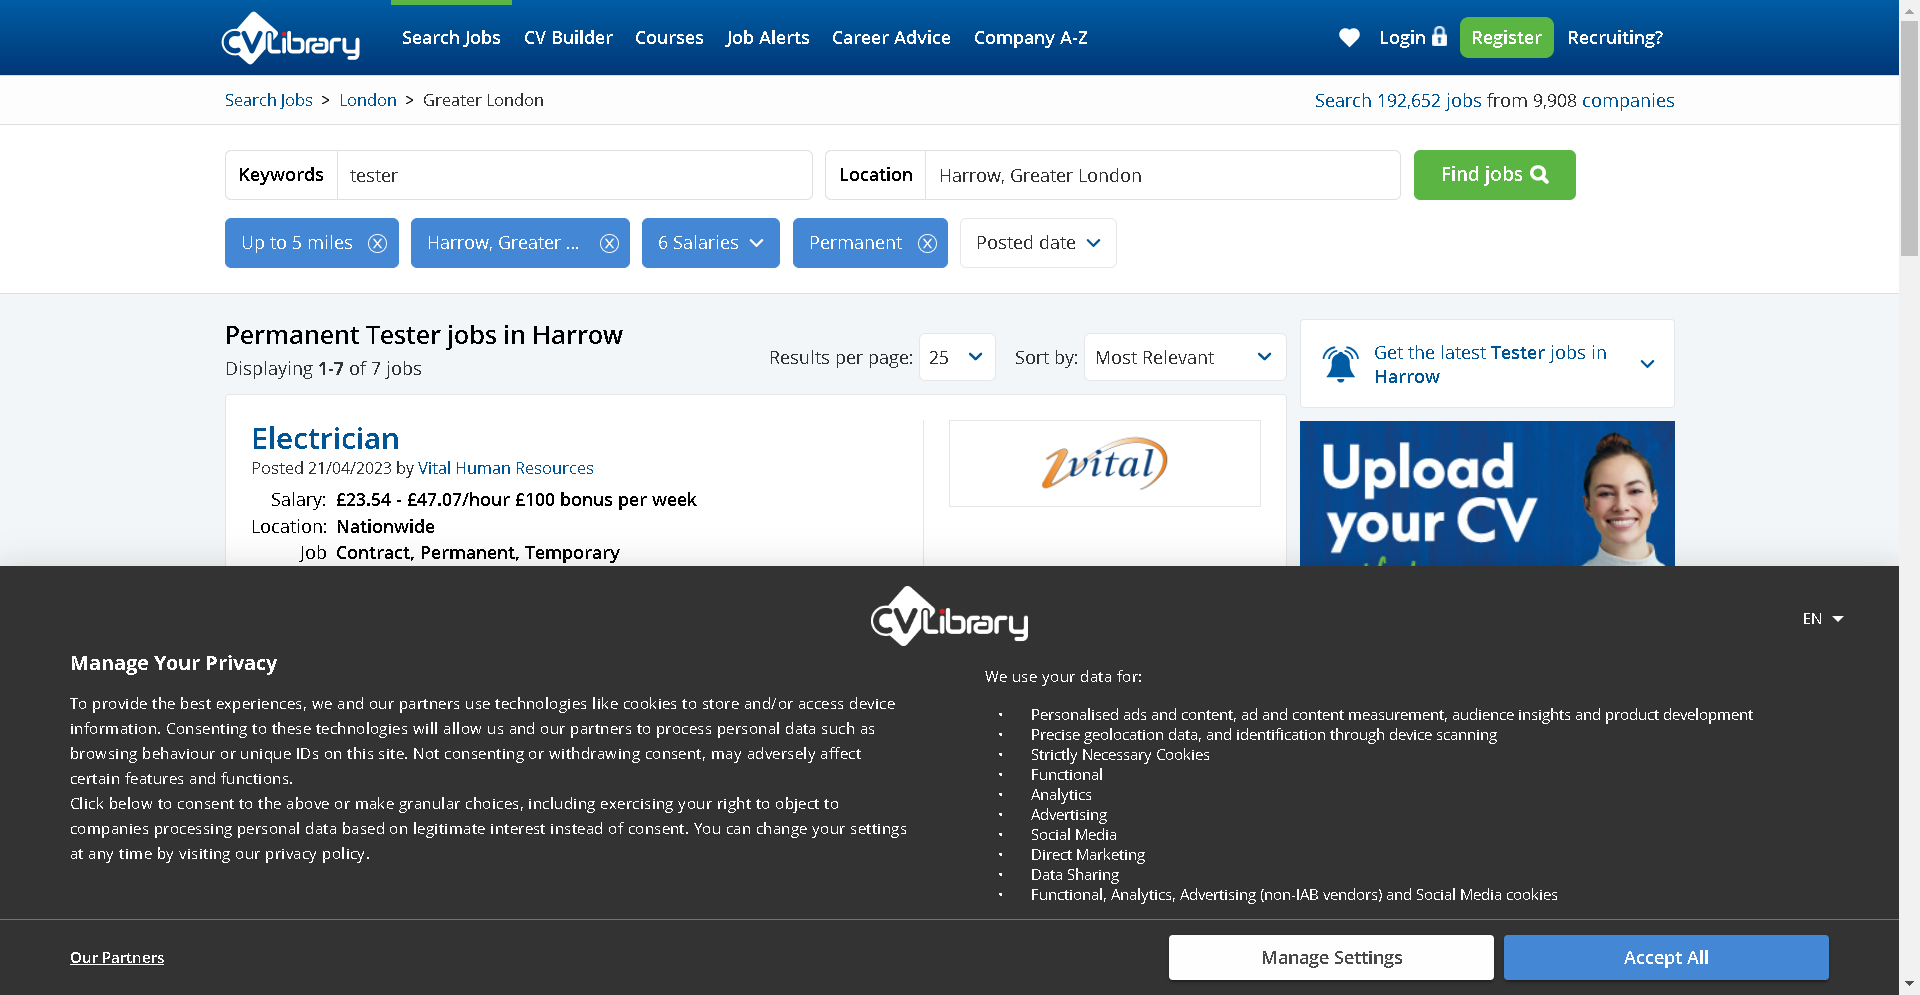 CVLibrary
Search Jobs CV Builder Courses Job Alerts Career Advice Company A-Z Login Register Recruiting?
Search Jobs > London > Greater London
Search 192,652 jobs from 9,908 companies
Keywords tester
Location Harrow, Greater London
Find jobs
Up to 5 miles Harrow, Greater ... 6 Salaries Permanent Posted date
Permanent Tester jobs in Harrow
Displaying 1-7 of 7 jobs
Results per page: 25 Sort by: Most Relevant
Get the latest Tester jobs in
Harrow
Electrician
Posted 21/04/2023 by Vital Human Resources
Salary: £23.54 - £47.07/hour £100 bonus per week
Location: Nationwide
Job Contract, Permanent, Temporary
vital
Upload
your CV
CVLibrary
EN
Manage Your Privacy
To provide the best experiences, we and our partners use technologies like cookies to store and/or access device
information. Consenting to these technologies will allow us and our partners to process personal data such as
browsing behaviour or unique IDs on this site. Not consenting or withdrawing consent, may adversely affect
certain features and functions.
Click below to consent to the above or make granular choices, including exercising your right to object to
companies processing personal data based on legitimate interest instead of consent. You can change your settings
at any time by visiting our privacy policy.
We use your data for:
• Personalised ads and content, ad and content measurement, audience insights and product development
• Precise geolocation data, and identification through device scanning
• Strictly Necessary Cookies
• Functional
• Analytics
• Advertising
• Social Media
• Direct Marketing
• Data Sharing
• Functional, Analytics, Advertising (non-IAB vendors) and Social Media cookies
Our Partners
Manage Settings
Accept All